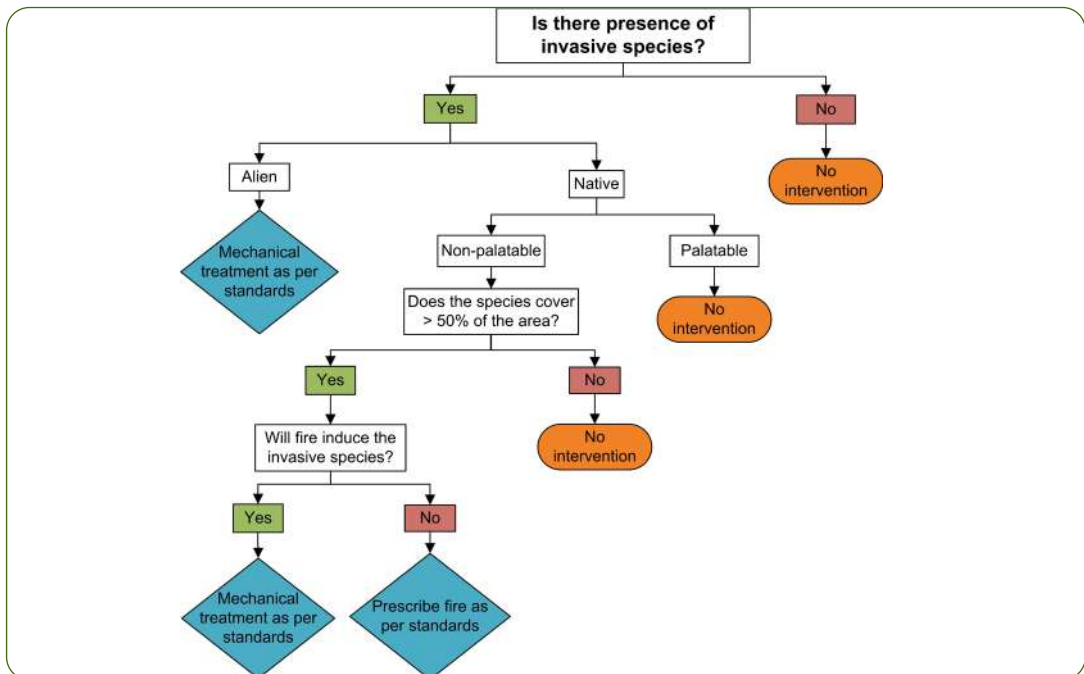 Is there presence of
invasive species?
Yes
No
Alien
Native
No
intervention
Mechanical
treatment as per
standards
Non-palatable
Palatable
Does the species cover
> 50% of the area?
No
intervention
Yes
No
Will fire induce the
invasive species?
No
intervention
Yes
No
Mechanical
treatment as per
standards
Prescribe fire as
per standards